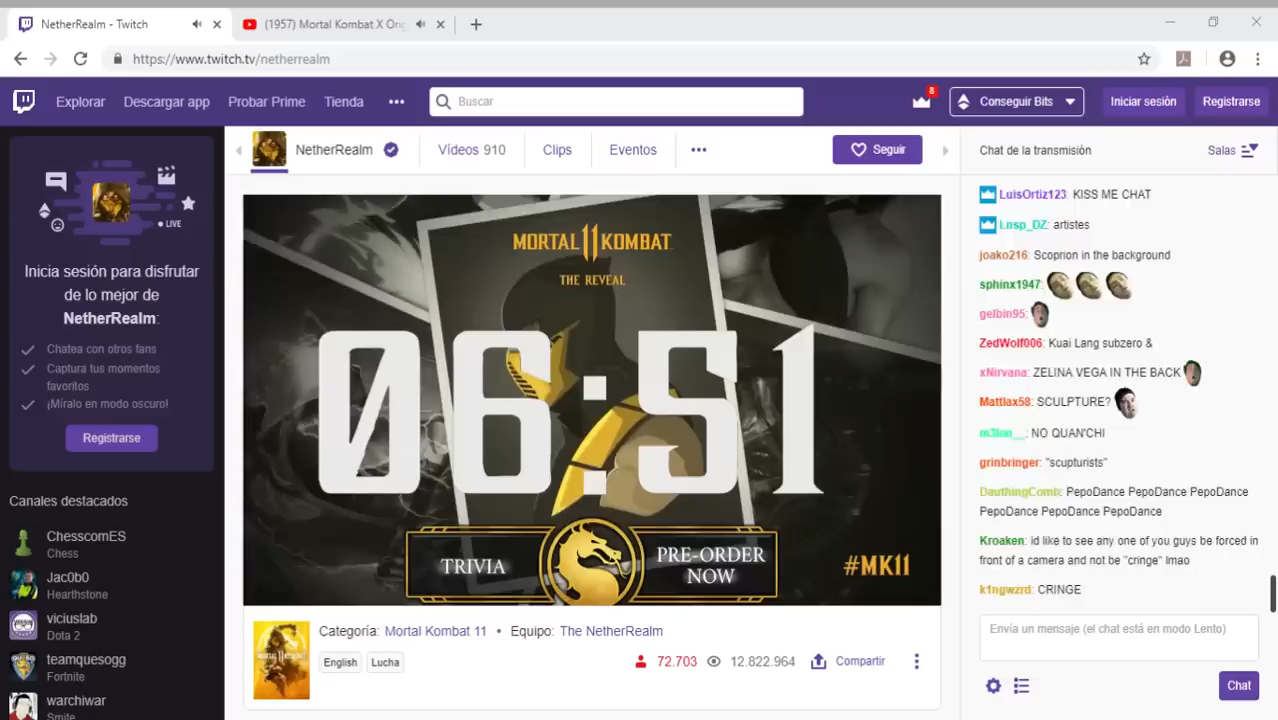 NetherRealm - Twitch
(1957) Mortal Kombat X Orig
https://www.twitch.tv/netherrealm
Explorar
Descargar app
Probar Prime
Tienda
Buscar
8
Conseguir Bits
Iniciar sesión
Registrarse
NetherRealm
Vídeos 910
Clips
Eventos
Seguir
Chat de la transmisión
Salas
LIVE
Inicia sesión para disfrutar
de lo mejor de
NetherRealm:
Chatea con otros fans
Captura tus momentos
favoritos
¡Míralo en modo oscuro!
Registrarse
Canales destacados
ChesscomES
Chess
Jac0b0
Hearthstone
viciuslab
Dota 2
teamquesogg
Fortnite
warchiwar
Smite
MORTAL 11 KOMBAT
THE REVEAL
06:51
TRIVIA
PRE-ORDER
NOW
#MK11
MORTAL KOMBAT
Categoría: Mortal Kombat 11 • Equipo: The NetherRealm
English
Lucha
72.703
12.822.964
Compartir
LuisOrtiz123: KISS ME CHAT
Lnsp_DZ: artistes
joako216: Scoprion in the background
sphinx1947:
gelbin95:
ZedWolf006: Kuai Lang subzero &
xNirvana: ZELINA VEGA IN THE BACK
Mattlax58: SCULPTURE?
NO QUAN'CHI
grinbringer: "scupturists"
DauthingComix: PepoDance PepoDance PepoDance
PepoDance PepoDance PepoDance
Kroaken: id like to see any one of you guys be forced in
front of a camera and not be "cringe" lmao
k1ngwzrd: CRINGE
Envía un mensaje (el chat está en modo Lento)
Chat